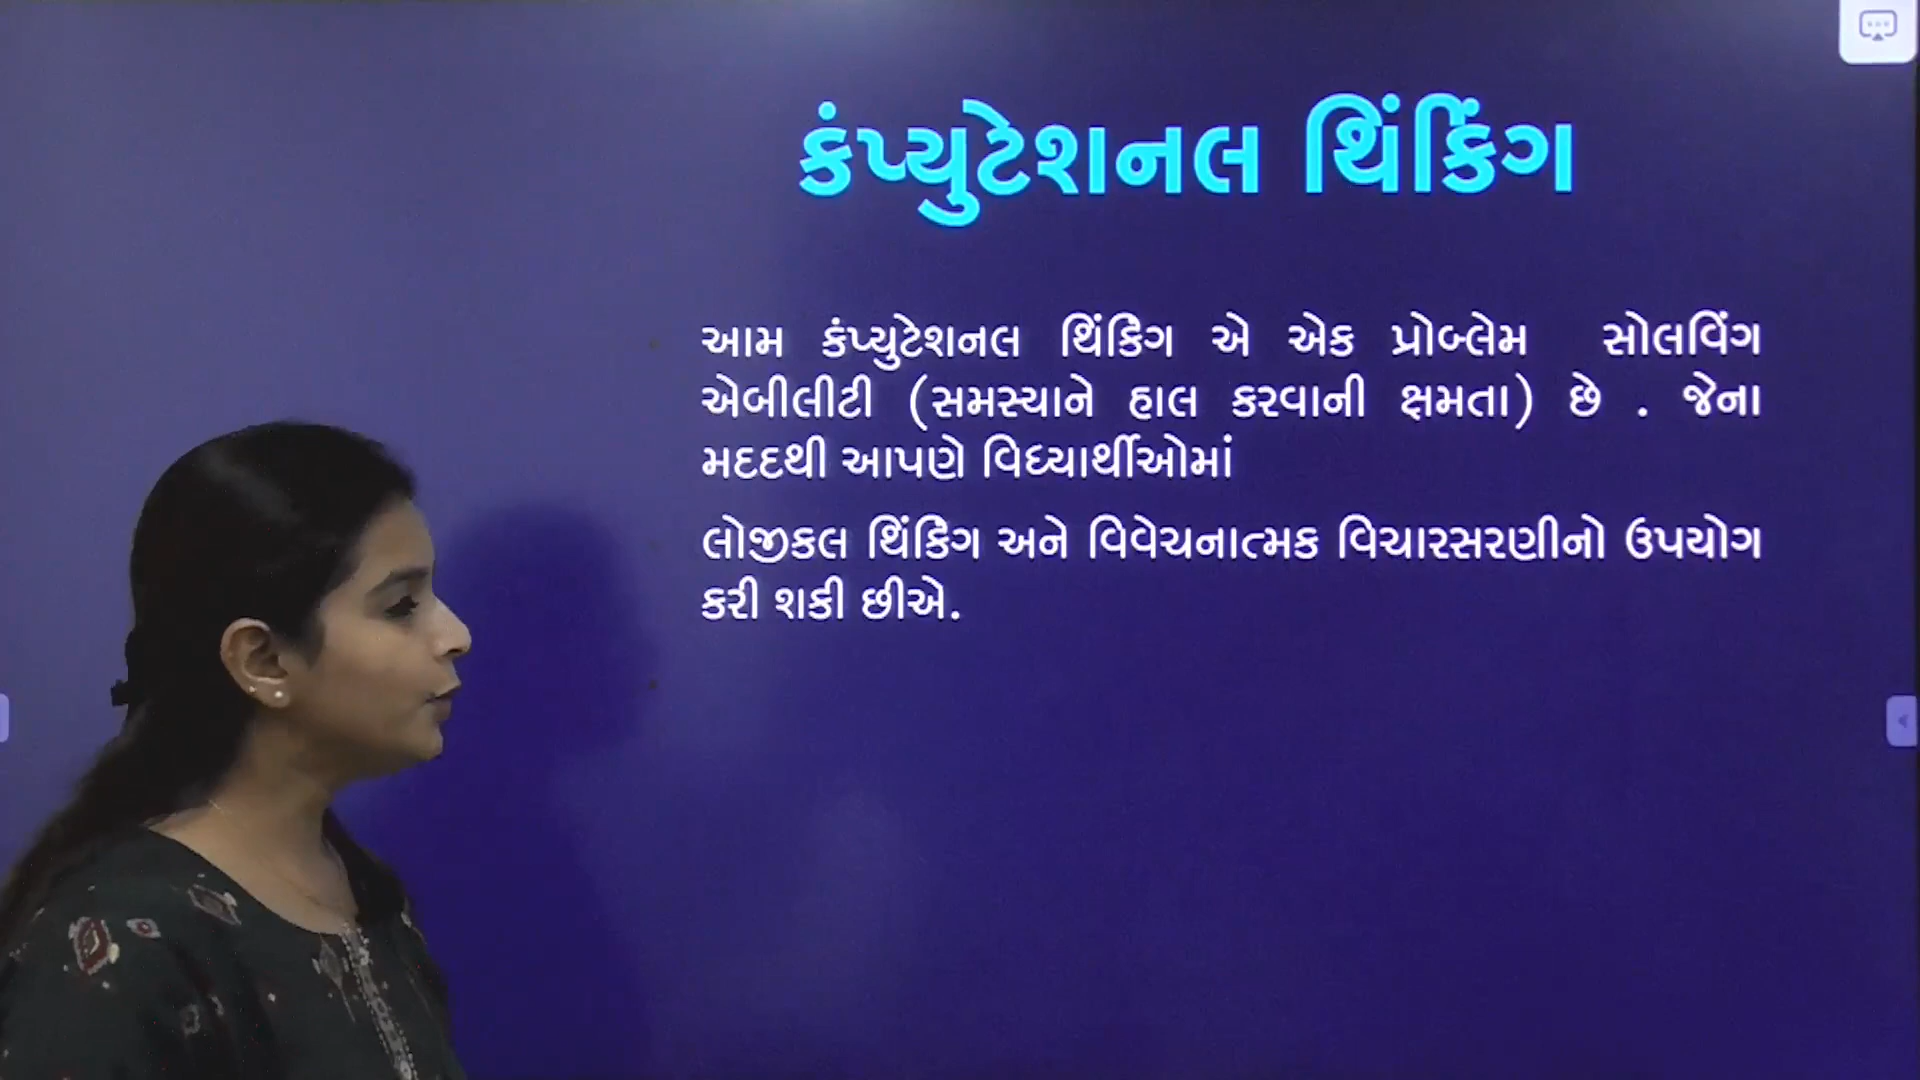 કંપ્યુટેશનલ થિંકિંગ
આમ કંપ્યુટેશનલ થિંકિગ એ એક પ્રોબ્લેમ સોલવિંગ
એબીલીટી (સમસ્યાને હાલ કરવાની ક્ષમતા) છે . જેના
મદદથી આપણે વિધ્યાર્થીઓમાં
લોજીકલ થિંકિગ અને વિવેચનાત્મક વિચારસરણીનો ઉપયોગ
કરી શકી છીએ.